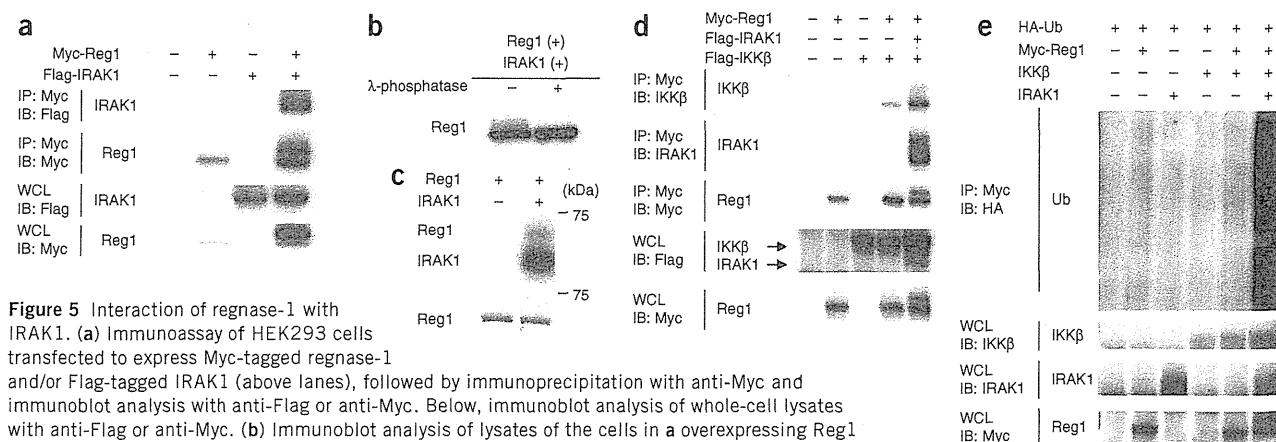 a
Myc-Reg1 – + – +
Flag-IRAK1 – – + +
IP: Myc
IB: Flag
IRAK1
IP: Myc
IB: Myc
Reg1
WCL
IB: Flag
IRAK1
WCL
IB: Myc
Reg1
b
Reg1 (+)
IRAK1 (+)
λ-phosphatase – +
Reg1
c
Reg1 + + (kDa)
IRAK1 – +
– 75
Reg1
IRAK1
– 75
Reg1
d
Myc-Reg1 – + – + +
Flag-IRAK1 – – – – +
Flag-IKKβ – – + + +
IP: Myc
IB: IKKβ
IKKβ
IP: Myc
IB: IRAK1
IRAK1
IP: Myc
IB: Myc
Reg1
WCL
IB: Flag
IKKβ →
IRAK1 →
WCL
IB: Myc
Reg1
e
HA-Ub + + + + + +
Myc-Reg1 – + – – + +
IKKβ – – – + + +
IRAK1 – – + – – +
IP: Myc
IB: HA
Ub
WCL
IB: IKKβ
IKKβ
WCL
IB: IRAK1
IRAK1
WCL
IB: Myc
Reg1
Figure 5 Interaction of regnase-1 with
IRAK1. (a) Immunoassay of HEK293 cells
transfected to express Myc-tagged regnase-1
and/or Flag-tagged IRAK1 (above lanes), followed by immunoprecipitation with anti-Myc and
immunoblot analysis with anti-Flag or anti-Myc. Below, immunoblot analysis of whole-cell lysates
with anti-Flag or anti-Myc. (b) Immunoblot analysis of lysates of the cells in a overexpressing Reg1